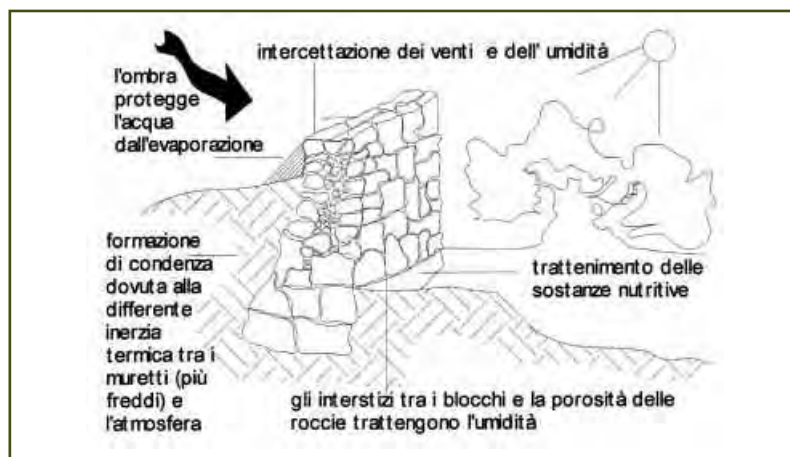 intercettazione dei venti e dell' umidità
l'ombra
protegge
l'acqua
dall'evaporazione
formazione
di condenza
dovuta alla
differente
inerzia
termica tra i
muretti (più
freddi) e
l'atmosfera
trattenimento delle
sostanze nutritive
gli interstizi tra i blocchi e la porosità delle
roccie trattengono l'umidità